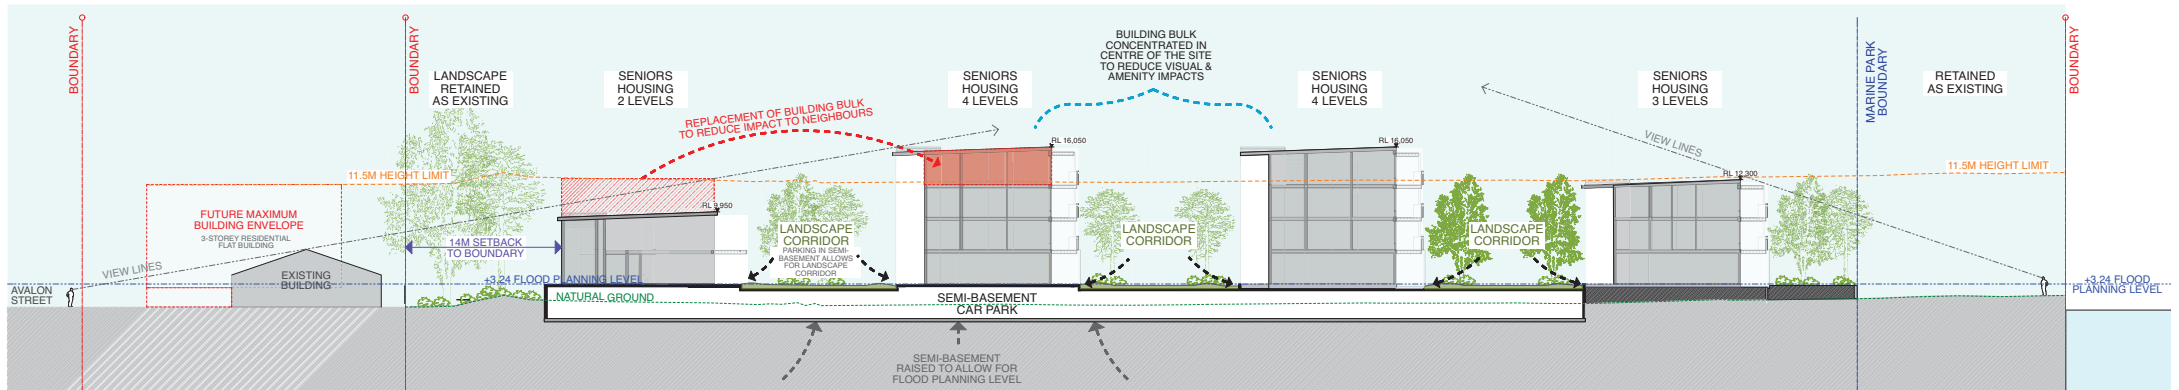 BOUNDARY
BOUNDARY
LANDSCAPE
RETAINED
AS EXISTING
SENIORS
HOUSING
2 LEVELS
REPLACEMENT OF BUILDING BULK
TO REDUCE IMPACT TO NEIGHBOURS
SENIORS
HOUSING
4 LEVELS
BUILDING BULK
CONCENTRATED IN
CENTRE OF THE SITE
TO REDUCE VISUAL &
AMENITY IMPACTS
SENIORS
HOUSING
4 LEVELS
SENIORS
HOUSING
3 LEVELS
MARINE PARK
BOUNDARY
RETAINED
AS EXISTING
BOUNDARY
RL 16,050
RL 16,050
VIEW LINES
11.5M HEIGHT LIMIT
11.5M HEIGHT LIMIT
RL 12,300
RL 9,950
FUTURE MAXIMUM
BUILDING ENVELOPE
3-STOREY RESIDENTIAL
FLAT BUILDING
14M SETBACK
TO BOUNDARY
LANDSCAPE
CORRIDOR
PARKING IN SEMI-
BASEMENT ALLOWS
FOR LANDSCAPE
CORRIDOR
LANDSCAPE
CORRIDOR
LANDSCAPE
CORRIDOR
VIEW LINES
EXISTING
BUILDING
+3.24 FLOOD PLANNING LEVEL
+3.24 FLOOD
PLANNING LEVEL
AVALON
STREET
NATURAL GROUND
SEMI-BASEMENT
CAR PARK
SEMI-BASEMENT
RAISED TO ALLOW FOR
FLOOD PLANNING LEVEL